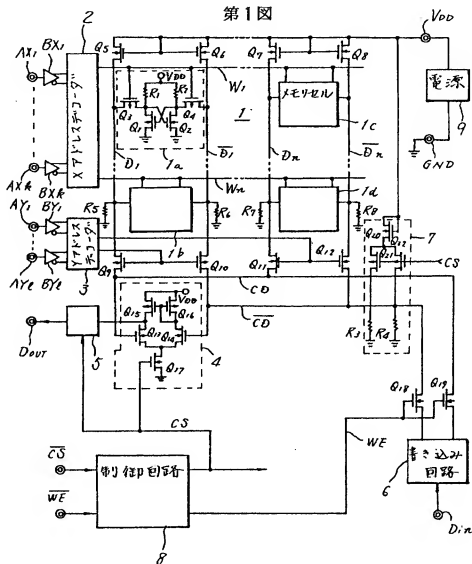 第1図
2
VDD
AX1
BX1
Xアドレスデコーダ
Q5
Q6
Q7
Q8
VDD
W1
R1
R2
Q3
Q4
Q1
Q2
1a
1
メモリセル
1c
電源
9
GND
D1
D̅1̅
Dn
D̅n̅
AXk
BXk
Wn
R5
1b
R6
R7
1d
R8
AY1
BY1
Yアドレスデコーダ
AYℓ
BYℓ
3
Q9
Q10
Q11
Q12
Q20
Q21
Q22
7
CS
CD
C̅D̅
R3
R4
Q15
VDD
Q16
Q13
Q14
Q17
4
DOUT
5
Q18
Q19
CS
WE
C̅S̅
W̅E̅
制御回路
8
書き込み回路
6
Din